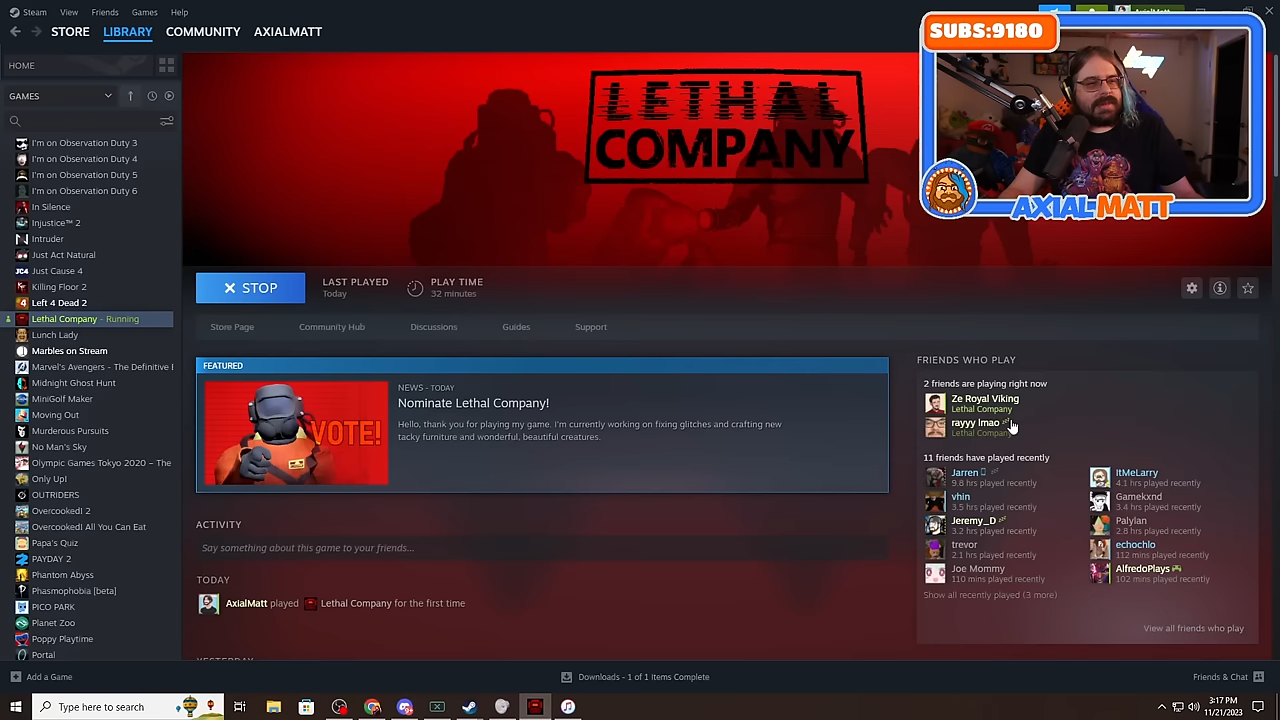 Steam View Friends Games Help
AxialMatt
STORE LIBRARY COMMUNITY AXIALMATT
SUBS:9180
AXIALMATT
HOME
GAMES
I'm on Observation Duty 3
I'm on Observation Duty 4
I'm on Observation Duty 5
I'm on Observation Duty 6
In Silence
Injustice™ 2
Intruder
Just Act Natural
Just Cause 4
Killing Floor 2
Left 4 Dead 2
Lethal Company - Running
Lunch Lady
Marbles on Stream
Marvel's Avengers - The Definitive E
Midnight Ghost Hunt
MiniGolf Maker
Moving Out
Murderous Pursuits
No Man's Sky
Olympic Games Tokyo 2020 – The
Only Up!
OUTRIDERS
Overcooked! 2
Overcooked! All You Can Eat
Papa's Quiz
PAYDAY 2
Phantom Abyss
Phasmophobia [beta]
PICO PARK
Planet Zoo
Poppy Playtime
Portal
LETHAL
COMPANY
STOP
LAST PLAYED
Today
PLAY TIME
32 minutes
Store Page Community Hub Discussions Guides Support
FEATURED
VOTE!
NEWS - TODAY
Nominate Lethal Company!
Hello, thank you for playing my game. I'm currently working on fixing glitches and crafting new
tacky furniture and wonderful, beautiful creatures.
ACTIVITY
Say something about this game to your friends...
TODAY
AxialMatt played Lethal Company for the first time
YESTERDAY
FRIENDS WHO PLAY
2 friends are playing right now
Ze Royal Viking
Lethal Company
rayyy lmao
Lethal Company
11 friends have played recently
Jarren
9.8 hrs played recently
vhin
3.5 hrs played recently
Jeremy_D
3.2 hrs played recently
trevor
2.1 hrs played recently
Joe Mommy
110 mins played recently
ItMeLarry
4.1 hrs played recently
Gamekxnd
3.4 hrs played recently
Palylan
2.8 hrs played recently
echochlo
112 mins played recently
AlfredoPlays
102 mins played recently
Show all recently played (3 more)
View all friends who play
Add a Game
Downloads - 1 of 1 Items Complete
Friends & Chat
Type here to search
3:17 PM
11/21/2023